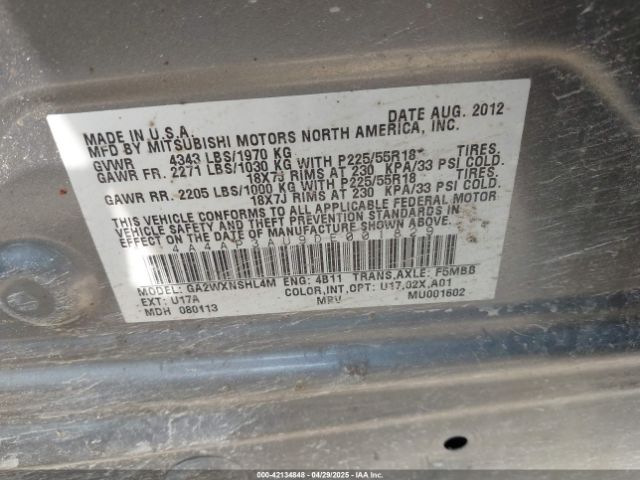 DATE AUG. 2012
MADE IN U.S.A.
MFD BY MITSUBISHI MOTORS NORTH AMERICA, INC.
GVWR 4343 LBS/1970 KG
GAWR FR. 2271 LBS/1030 KG WITH P225/55R18 TIRES.
18X7J RIMS AT 230 KPA/33 PSI COLD.
GAWR RR. 2205 LBS/1000 KG WITH P225/55R18 TIRES.
18X7J RIMS AT 230 KPA/33 PSI COLD.
THIS VEHICLE CONFORMS TO ALL APPLICABLE FEDERAL MOTOR
VEHICLE SAFETY AND THEFT PREVENTION STANDARDS IN
EFFECT ON THE DATE OF MANUFACTURE SHOWN ABOVE.
MODEL: GA2WXNSHL4M ENG: 4B11 TRANS,AXLE: F5MBB
EXT: U17A COLOR,INT,OPT: U17,02X,A01
MDH 080113 MPV MU001602
000-42134848 04/29/2025 IAA Inc.